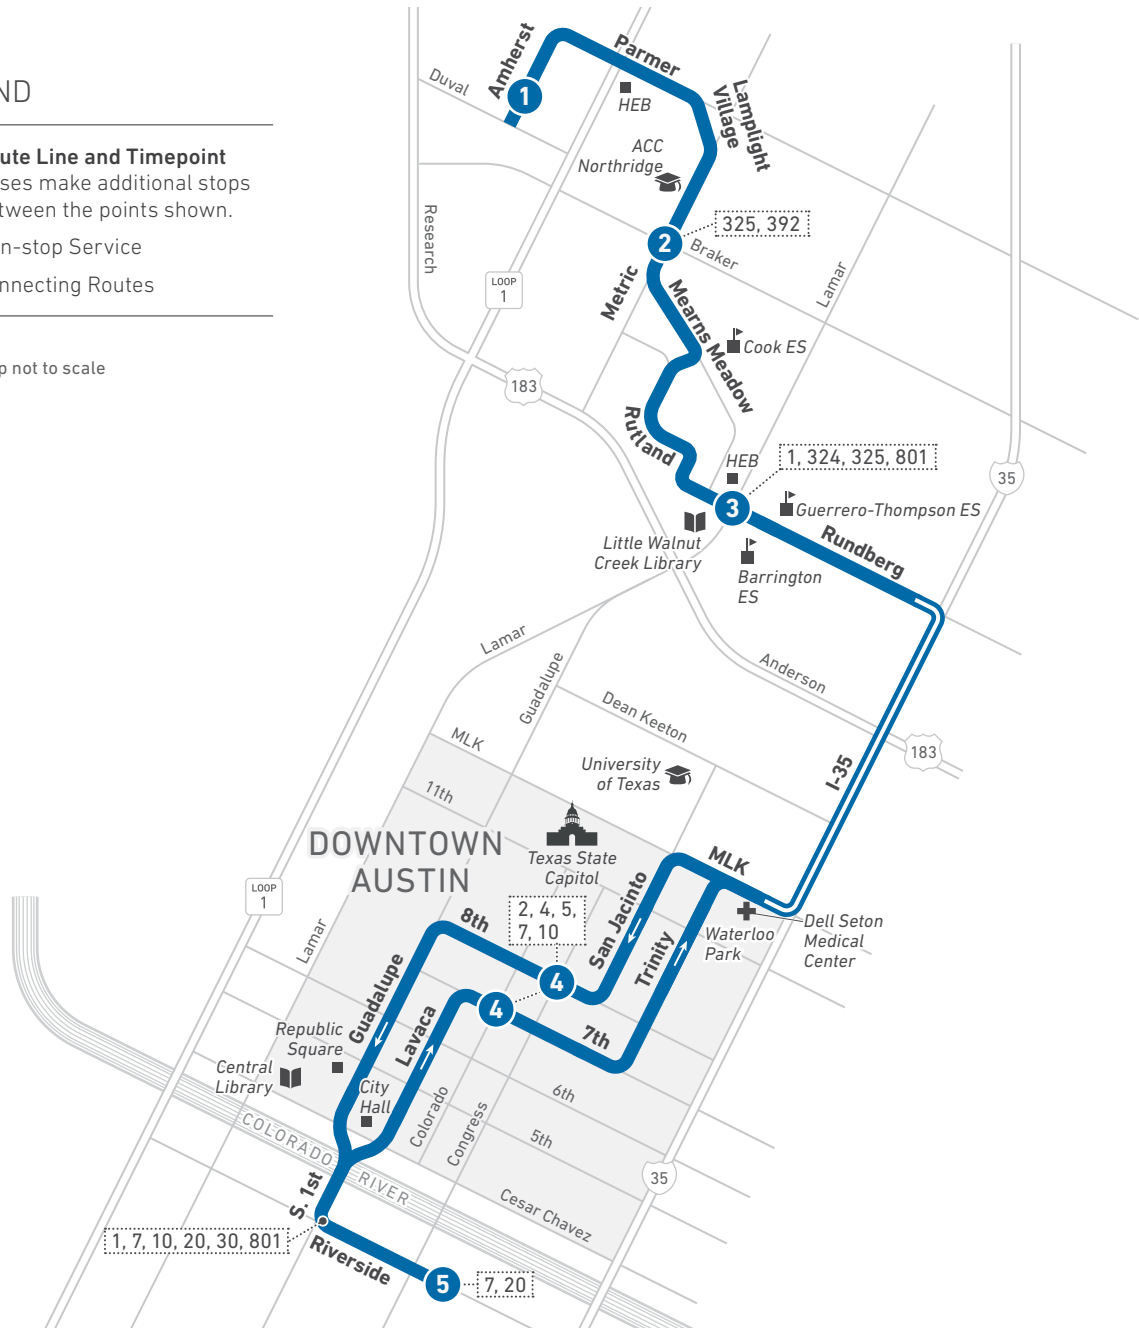 ND
ute Line and Timepoint
ses make additional stops
tween the points shown.
n-stop Service
nnecting Routes
p not to scale
Amherst
Parmer
Duval
1
HEB
Lamplight
Village
ACC
Northridge
Research
325, 392
2
Braker
LOOP
1
Metric
Mearns Meadow
Lamar
Cook ES
183
Rutland
HEB
1, 324, 325, 801
35
3
Guerrero-Thompson ES
Little Walnut
Creek Library
Rundberg
Barrington
ES
Lamar
Guadalupe
Anderson
Dean Keeton
MLK
183
University
of Texas
I-35
11th
DOWNTOWN
AUSTIN
Texas State
Capitol
MLK
LOOP
1
Lamar
8th
2, 4, 5,
7, 10
San Jacinto
Trinity
Waterloo
Park
Dell Seton
Medical
Center
4
4
Guadalupe
Lavaca
7th
Republic
Square
Central
Library
City
Hall
6th
5th
Colorado
Congress
COLORADO RIVER
S. 1st
Cesar Chavez
35
1, 7, 10, 20, 30, 801
Riverside
5
7, 20